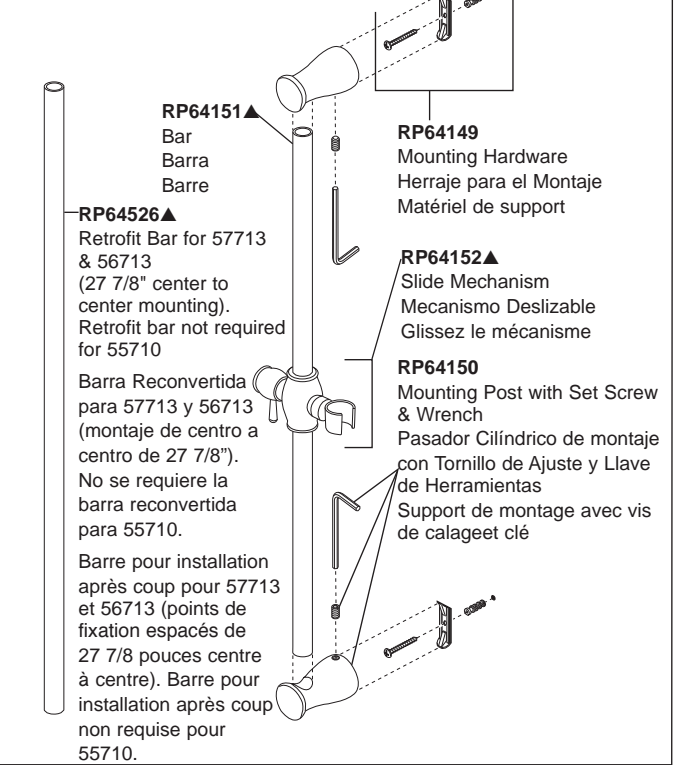 RP64151▲
Bar
Barra
Barre
RP64526▲
Retrofit Bar for 57713
& 56713
(27 7/8" center to
center mounting).
Retrofit bar not required
for 55710
Barra Reconvertida
para 57713 y 56713
(montaje de centro a
centro de 27 7/8”).
No se requiere la
barra reconvertida
para 55710.
Barre pour installation
après coup pour 57713
et 56713 (points de
fixation espacés de
27 7/8 pouces centre
à centre). Barre pour
installation après coup
non requise pour
55710.
RP64149
Mounting Hardware
Herraje para el Montaje
Matériel de support
RP64152▲
Slide Mechanism
Mecanismo Deslizable
Glissez le mécanisme
RP64150
Mounting Post with Set Screw
& Wrench
Pasador Cilíndrico de montaje
con Tornillo de Ajuste y Llave
de Herramientas
Support de montage avec vis
de calageet clé